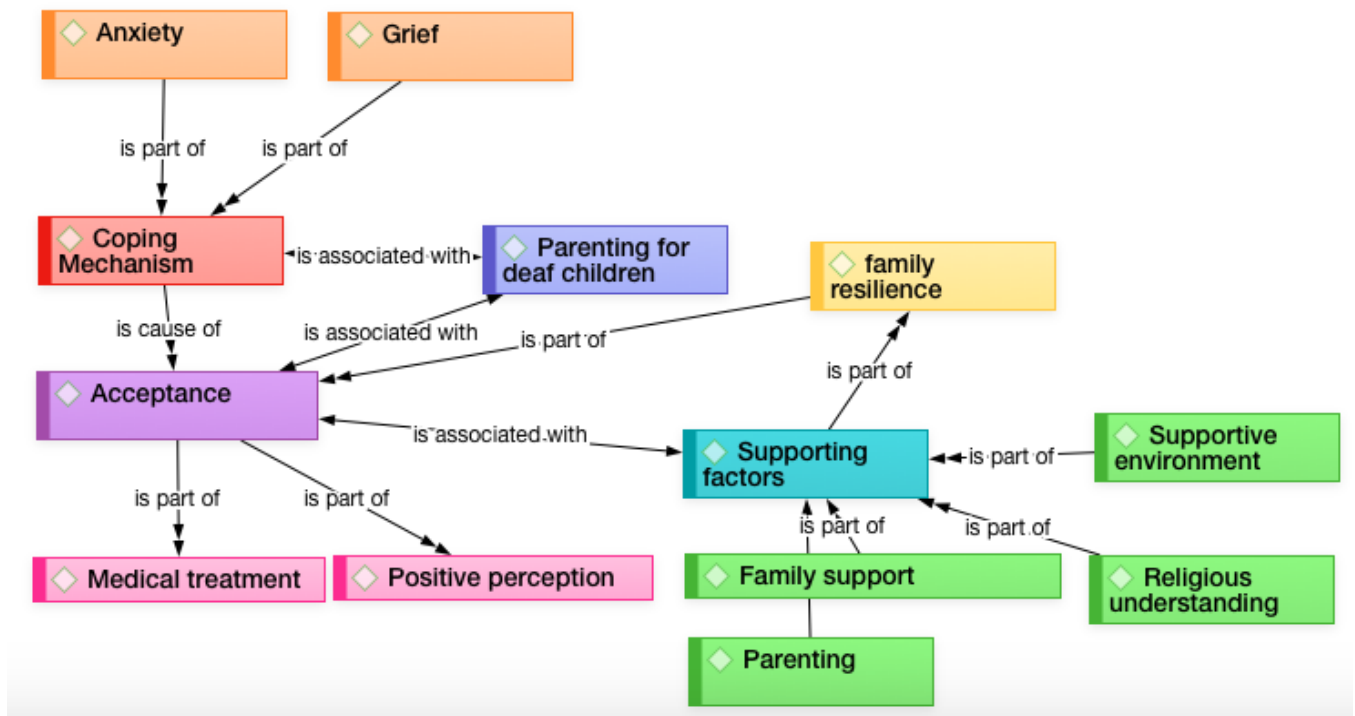 Anxiety
Grief
is part of
is part of
Coping
Mechanism
is associated with
Parenting for
deaf children
family
resilience
is cause of
is associated with
is part of
is part of
Acceptance
is associated with
Supporting
factors
is part of
Supportive
environment
is part of
is part of
is part of
is part of
Medical treatment
Positive perception
Family support
Religious
understanding
Parenting